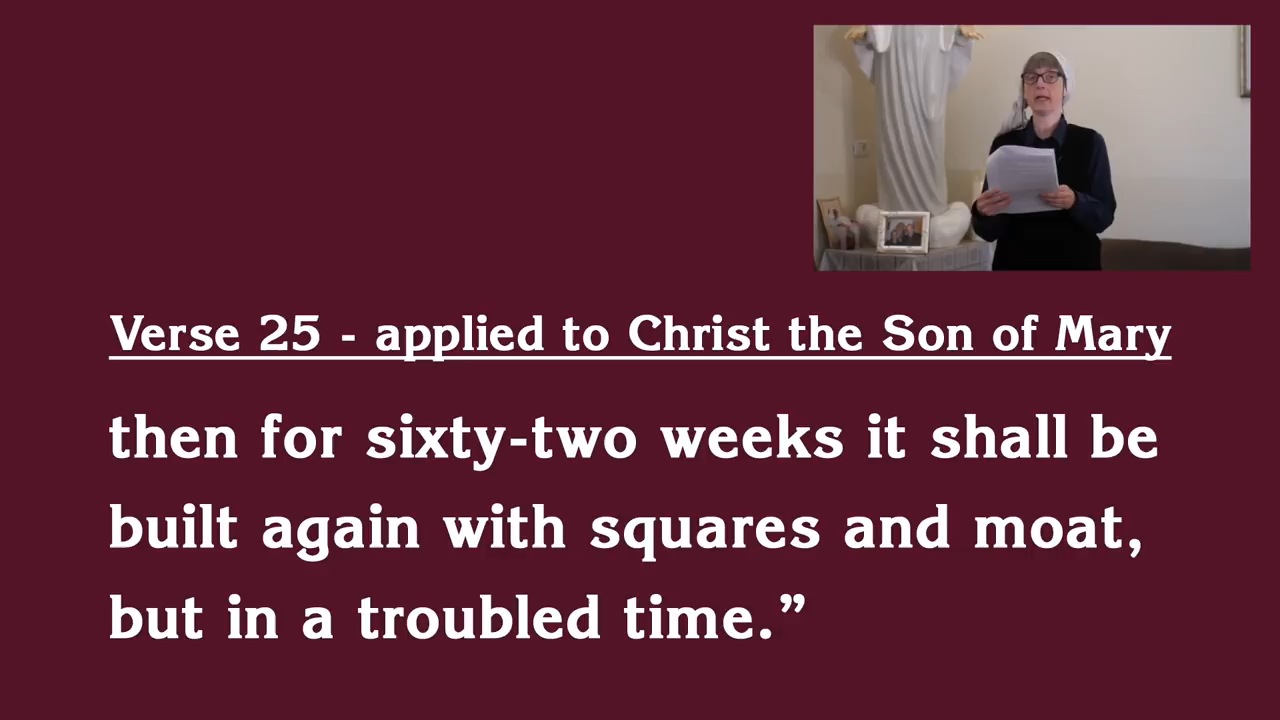 Verse 25 - applied to Christ the Son of Mary
then for sixty-two weeks it shall be
built again with squares and moat,
but in a troubled time.”